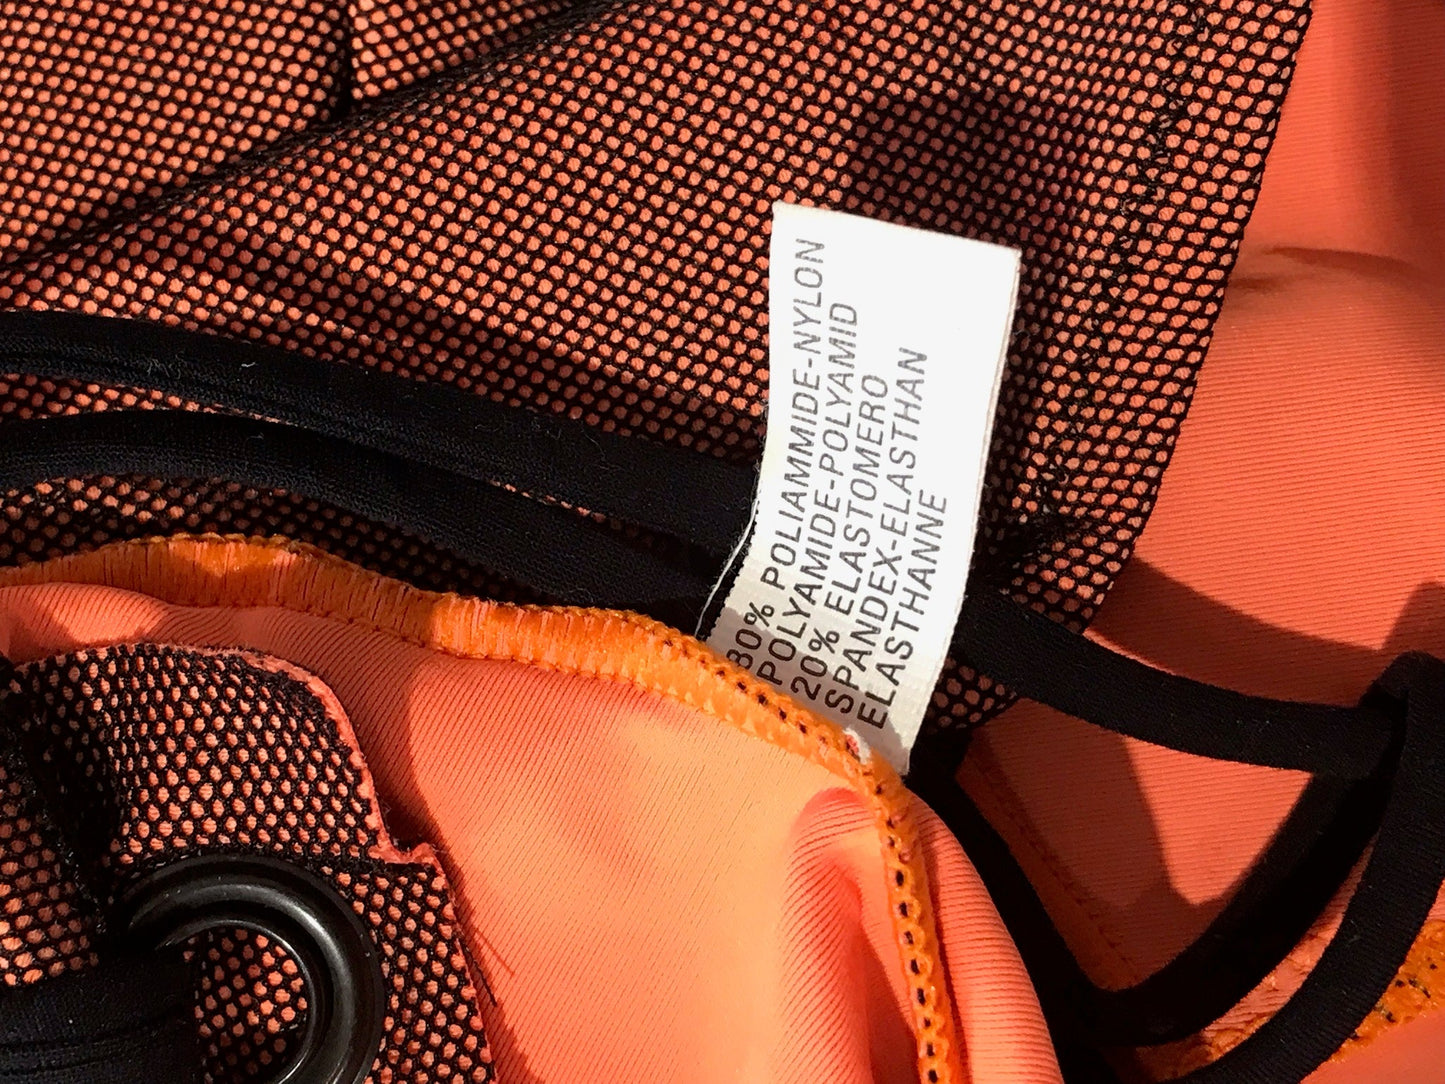 80% POLIAMMIDE-NYLON
POLYAMIDE-POLYAMID
20% ELASTOMERO
SPANDEX-ELASTHAN
ELASTHANNE